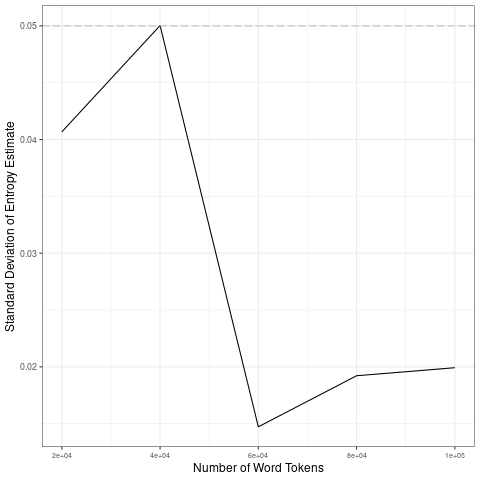 Standard Deviation of Entropy Estimate
0.05
0.04
0.03
0.02
2e+04 4e+04 6e+04 8e+04 1e+05
Number of Word Tokens